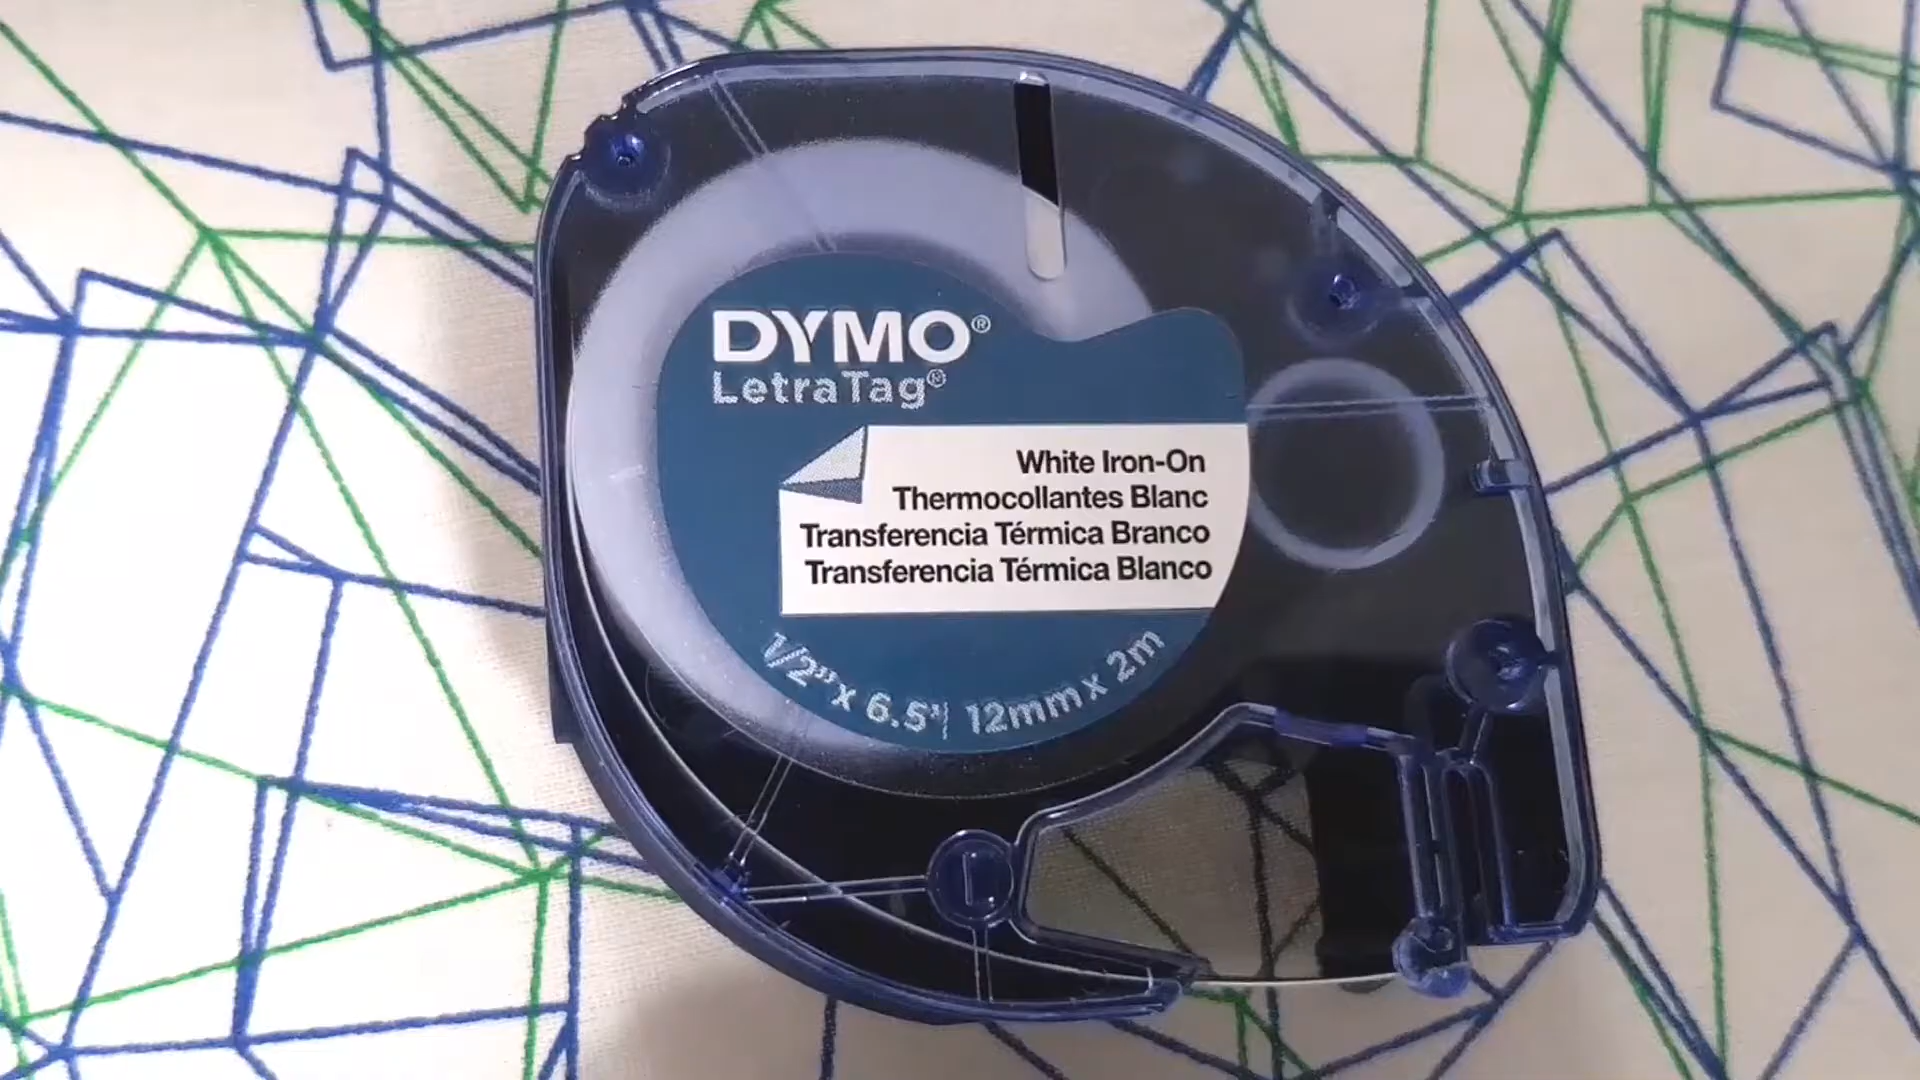 DYMO®
LetraTag®
White Iron-On
Thermocollantes Blanc
Transferencia Térmica Branco
Transferencia Térmica Blanco
1/2" x 6.5' | 12mm x 2m